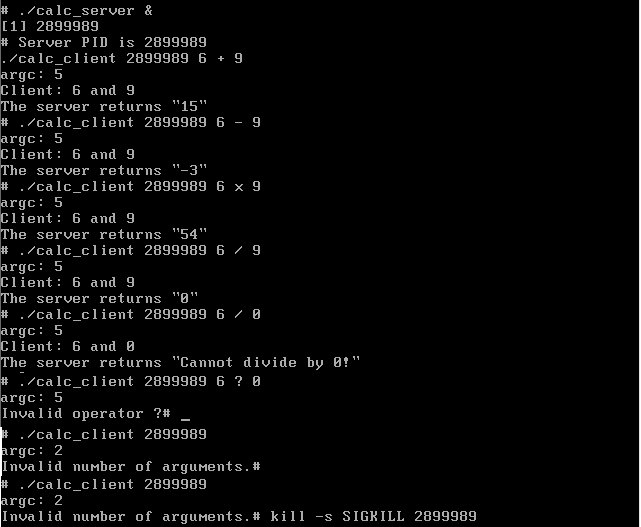 # ./calc_server &
[1] 2899989
# Server PID is 2899989
./calc_client 2899989 6 + 9
argc: 5
Client: 6 and 9
The server returns "15"
# ./calc_client 2899989 6 - 9
argc: 5
Client: 6 and 9
The server returns "-3"
# ./calc_client 2899989 6 x 9
argc: 5
Client: 6 and 9
The server returns "54"
# ./calc_client 2899989 6 / 9
argc: 5
Client: 6 and 9
The server returns "0"
# ./calc_client 2899989 6 / 0
argc: 5
Client: 6 and 0
The server returns "Cannot divide by 0!"
# ./calc_client 2899989 6 ? 0
argc: 5
Invalid operator ?# _
# ./calc_client 2899989
argc: 2
Invalid number of arguments.#
# ./calc_client 2899989
argc: 2
Invalid number of arguments.# kill -s SIGKILL 2899989